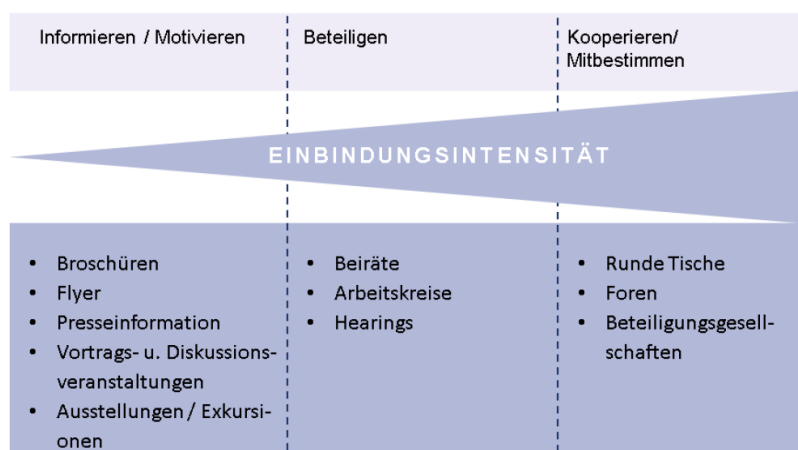 Informieren / Motivieren
Beteiligen
Kooperieren/
Mitbestimmen
EINBINDUNGSINTENSITÄT
• Broschüren
• Flyer
• Presseinformation
• Vortrags- u. Diskussions-
veranstaltungen
• Ausstellungen / Exkursi-
onen
• Beiräte
• Arbeitskreise
• Hearings
• Runde Tische
• Foren
• Beteiligungsgesell-
schaften